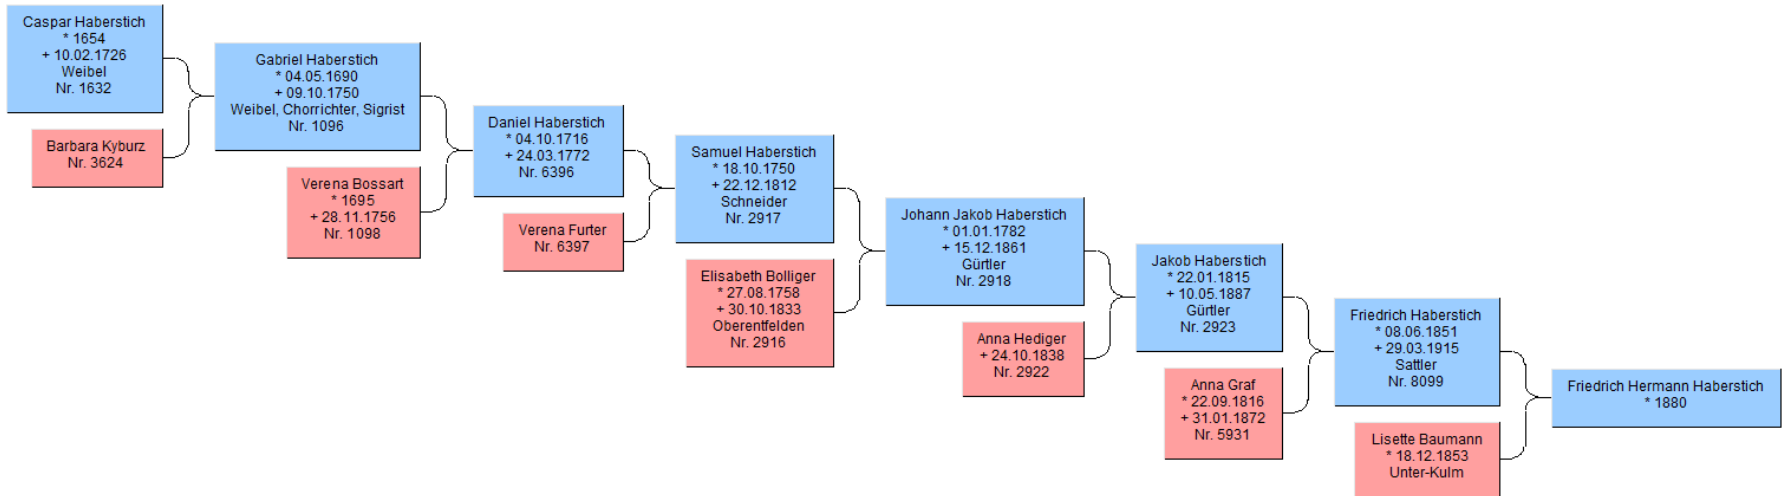 Caspar Haberstich
* 1654
+ 10.02.1726
Weibel
Nr. 1632
Barbara Kyburz
Nr. 3624
Gabriel Haberstich
* 04.05.1690
+ 09.10.1750
Weibel, Chorrichter, Sigrist
Nr. 1096
Verena Bossart
* 1695
+ 28.11.1756
Nr. 1098
Daniel Haberstich
* 04.10.1716
+ 24.03.1772
Nr. 6396
Verena Furter
Nr. 6397
Samuel Haberstich
* 18.10.1750
+ 22.12.1812
Schneider
Nr. 2917
Elisabeth Bolliger
* 27.08.1758
+ 30.10.1833
Oberentfelden
Nr. 2916
Johann Jakob Haberstich
* 01.01.1782
+ 15.12.1861
Gürtler
Nr. 2918
Anna Hediger
+ 24.10.1838
Nr. 2922
Jakob Haberstich
* 22.01.1815
+ 10.05.1887
Gürtler
Nr. 2923
Anna Graf
* 22.09.1816
+ 31.01.1872
Nr. 5931
Friedrich Haberstich
* 08.06.1851
+ 29.03.1915
Sattler
Nr. 8099
Lisette Baumann
* 18.12.1853
Unter-Kulm
Friedrich Hermann Haberstich
* 1880